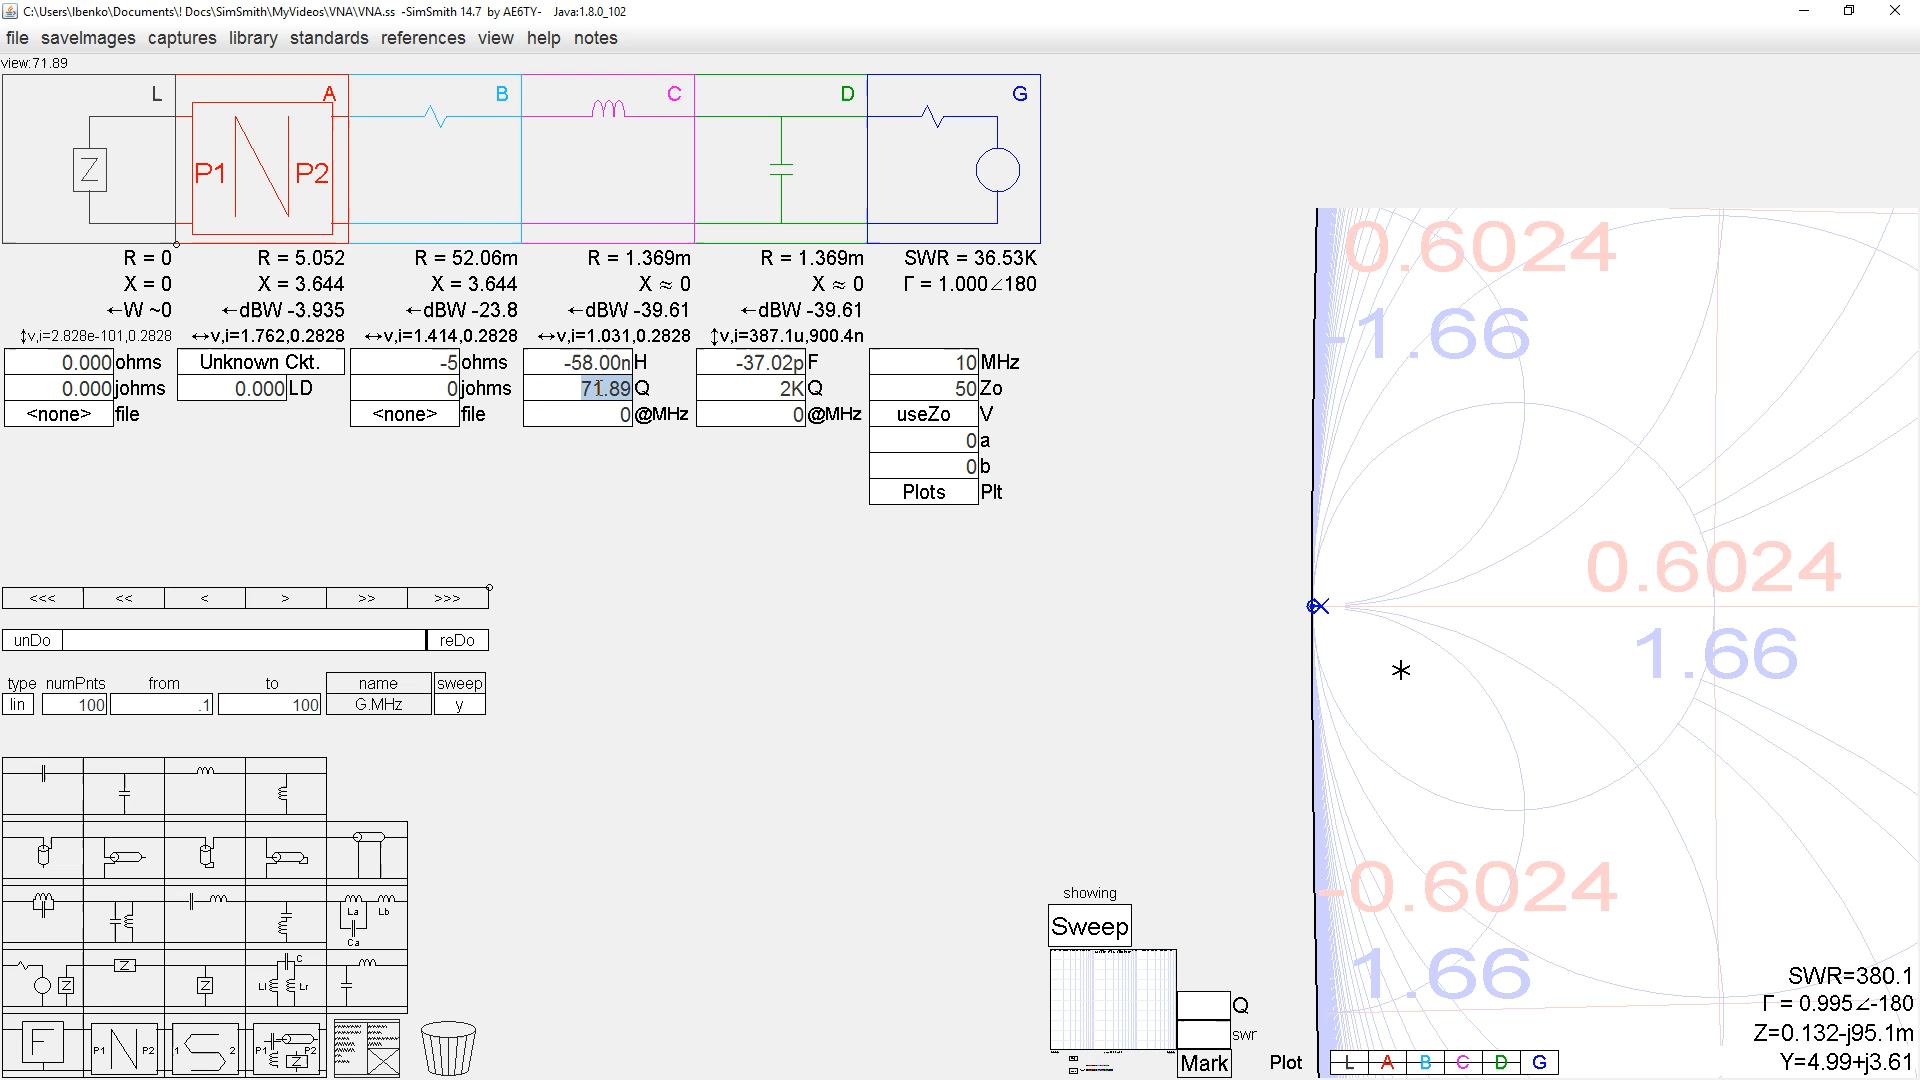 C:\Users\lbenko\Documents\! Docs\SimSmith\MyVideos\VNA\VNA.ss -SimSmith 14.7 by AE6TY- Java:1.8.0_102
file saveImages captures library standards references view help notes
view:71.89
L A B C D G
Z P1 P2
R = 0 R = 5.052 R = 52.06m R = 1.369m R = 1.369m SWR = 36.53K
X = 0 X = 3.644 X = 3.644 X ≈ 0 X ≈ 0 Γ = 1.000∠180
←W ~0 ←dBW -3.935 ←dBW -23.8 ←dBW -39.61 ←dBW -39.61
↕v,i=2.828e-101,0.2828 ↔v,i=1.762,0.2828 ↔v,i=1.414,0.2828 ↔v,i=1.031,0.2828 ↕v,i=387.1u,900.4n
0.000 ohms Unknown Ckt. -5 ohms -58.00n H -37.02p F 10 MHz
0.000 johms 0.000 LD 0 johms 71.89 Q 2K Q 50 Zo
<none> file <none> file 0 @MHz 0 @MHz useZo V
0 a
0 b
Plots Plt
<<< << < > >> >>>
unDo reDo
type numPnts from to name sweep
lin 100 .1 100 G.MHz y
La Lb
Ca
Z
Z Z C
Ll Lr
F P1 N P2 1 S 2 P1 P2
Z
showing
Sweep
Q
swr
Mark
Plot L A B C D G
0.6024
-1.66
0.6024
1.66
-0.6024
1.66
SWR=380.1
Γ = 0.995∠-180
Z=0.132-j95.1m
Y=4.99+j3.61